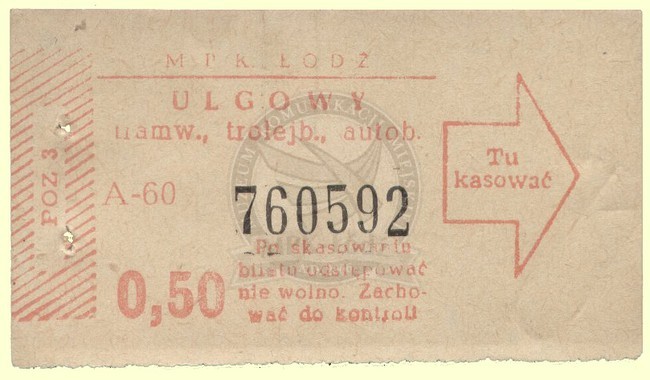 M P K ŁÓDŹ
ULGOWY
tramw., trolejb., autob.
POZ 3
A-60
760592
Tu
kasować
0,50
Po skasowaniu
biletu odstępować
nie wolno. Zacho-
wać do kontroli